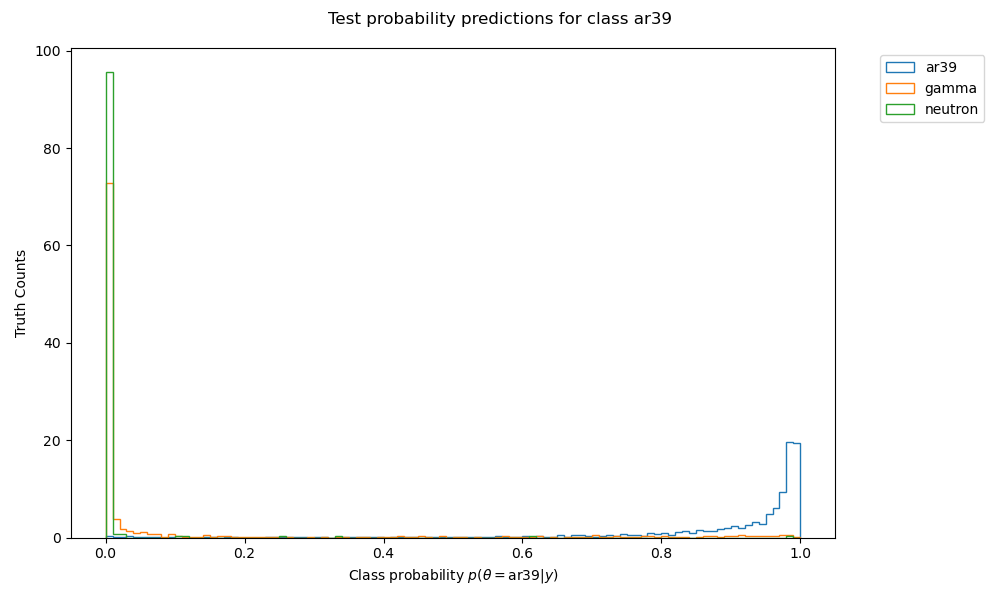 Test probability predictions for class ar39
100
80
60
40
20
0
Truth Counts
0.0
0.2
0.4
0.6
0.8
1.0
Class probability p(θ = ar39|y)
ar39
gamma
neutron